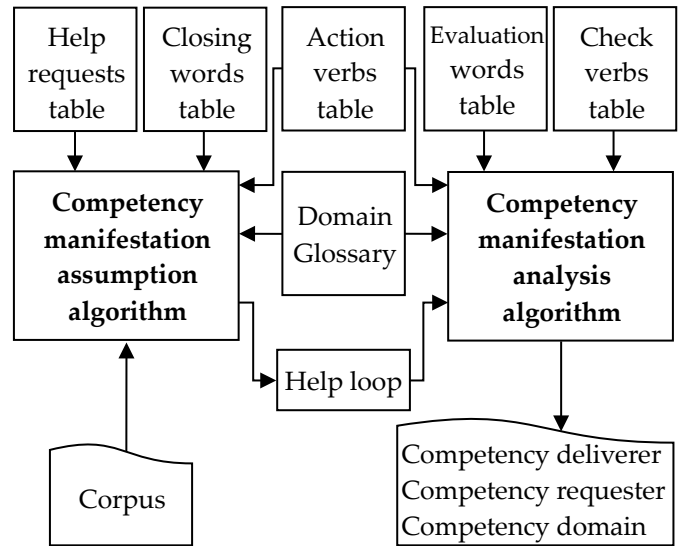 Help
requests
table
Closing
words
table
Action
verbs
table
Evaluation
words
table
Check
verbs
table
Competency
manifestation
assumption
algorithm
Domain
Glossary
Competency
manifestation
analysis
algorithm
Help loop
Corpus
Competency deliverer
Competency requester
Competency domain